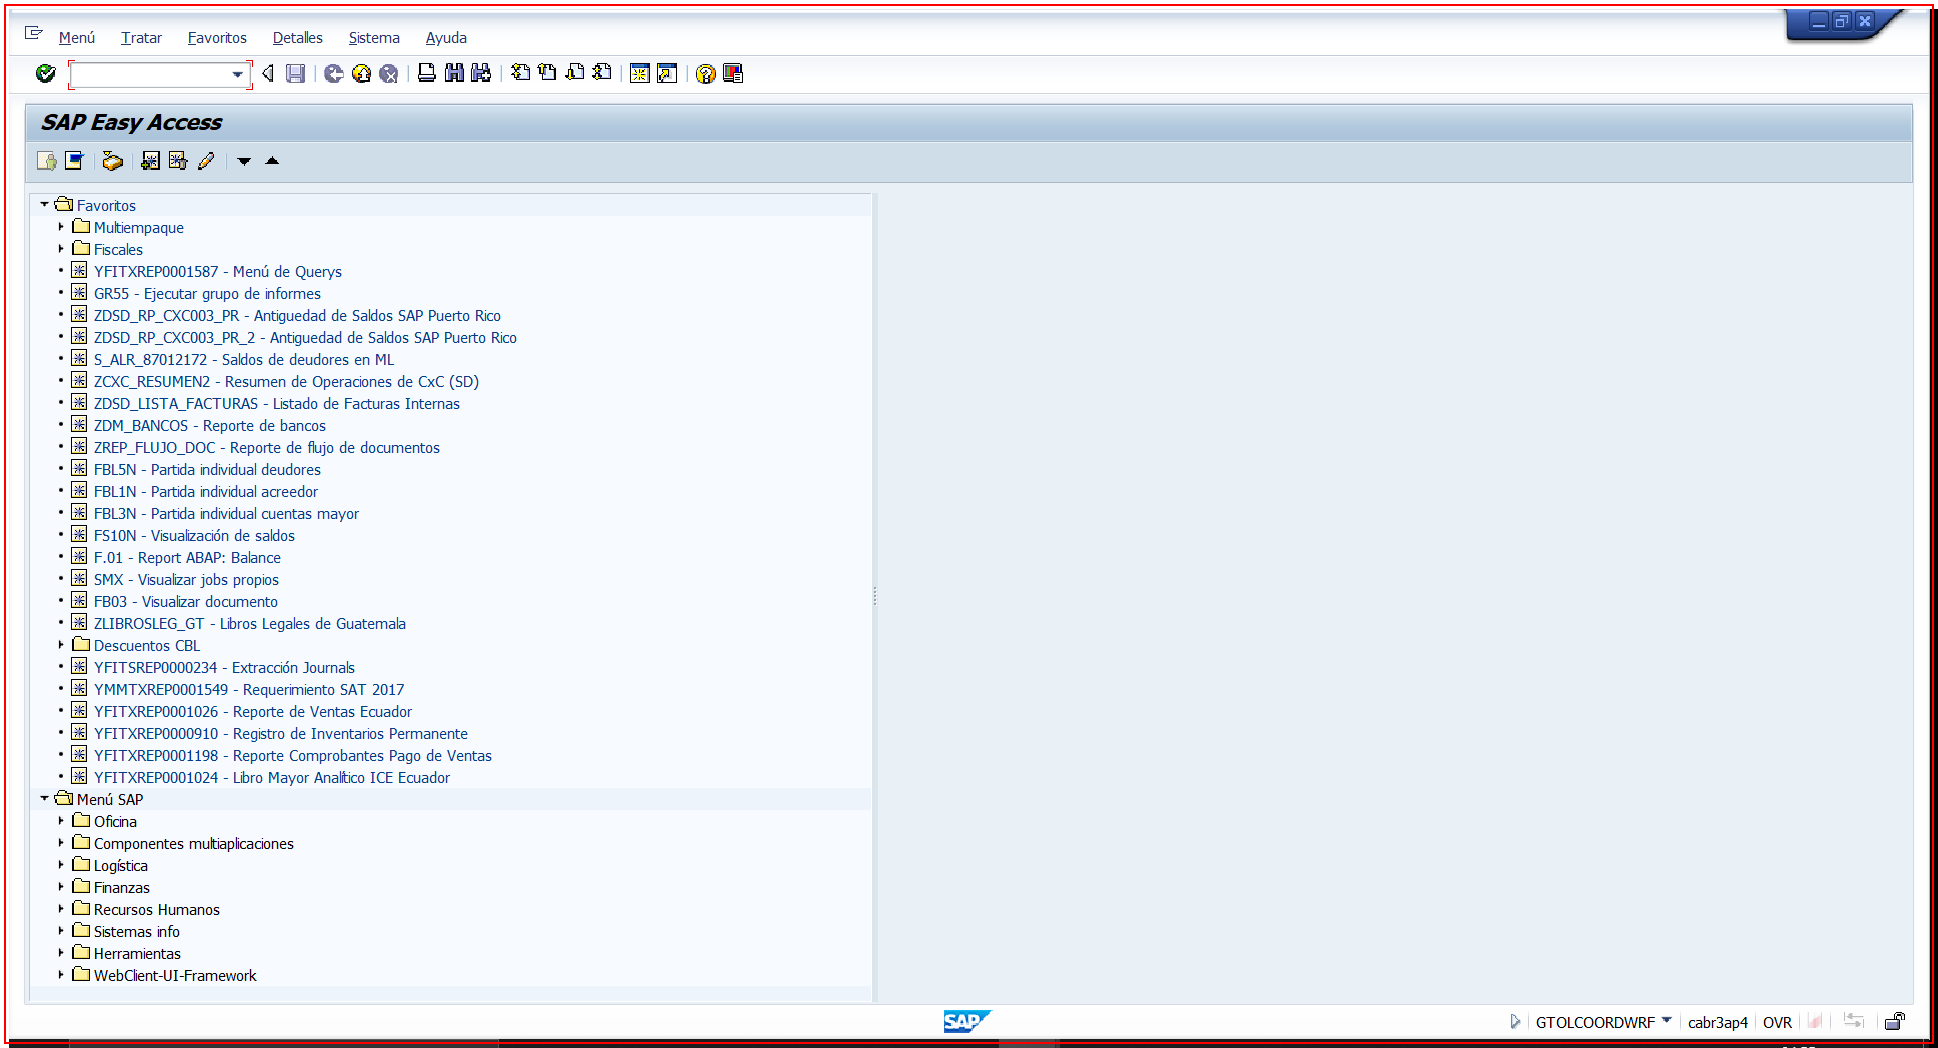 Menú Tratar Favoritos Detalles Sistema Ayuda
SAP Easy Access
Favoritos
Multiempaque
Fiscales
YFITXREP0001587 - Menú de Querys
GR55 - Ejecutar grupo de informes
ZDSD_RP_CXC003_PR - Antiguedad de Saldos SAP Puerto Rico
ZDSD_RP_CXC003_PR_2 - Antiguedad de Saldos SAP Puerto Rico
S_ALR_87012172 - Saldos de deudores en ML
ZCXC_RESUMEN2 - Resumen de Operaciones de CxC (SD)
ZDSD_LISTA_FACTURAS - Listado de Facturas Internas
ZDM_BANCOS - Reporte de bancos
ZREP_FLUJO_DOC - Reporte de flujo de documentos
FBL5N - Partida individual deudores
FBL1N - Partida individual acreedor
FBL3N - Partida individual cuentas mayor
FS10N - Visualización de saldos
F.01 - Report ABAP: Balance
SMX - Visualizar jobs propios
FB03 - Visualizar documento
ZLIBROSLEG_GT - Libros Legales de Guatemala
Descuentos CBL
YFITSREP0000234 - Extracción Journals
YMMTXREP0001549 - Requerimiento SAT 2017
YFITXREP0001026 - Reporte de Ventas Ecuador
YFITXREP0000910 - Registro de Inventarios Permanente
YFITXREP0001198 - Reporte Comprobantes Pago de Ventas
YFITXREP0001024 - Libro Mayor Analítico ICE Ecuador
Menú SAP
Oficina
Componentes multiaplicaciones
Logística
Finanzas
Recursos Humanos
Sistemas info
Herramientas
WebClient-UI-Framework
SAP GTOLCOORDWRF cabr3ap4 OVR